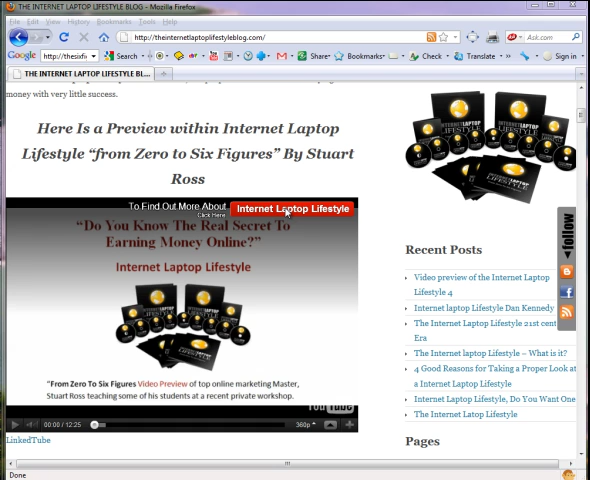 THE INTERNET LAPTOP LIFESTYLE BLOG - Mozilla Firefox
File Edit View History Bookmarks Tools Help
http://theinternetlaptoplifestyleblog.com/
Ask.com
Google http://thesixfi Search Share Bookmarks Check Translate Sign in
THE INTERNET LAPTOP LIFESTYLE BL...
money with very little success.
Here Is a Preview within Internet Laptop
Lifestyle “from Zero to Six Figures” By Stuart
Ross
To Find Out More About Internet Laptop Lifestyle
Click Here
“Do You Know The Real Secret To
Earning Money Online?”
Internet Laptop Lifestyle
“From Zero To Six Figures Video Preview of top online marketing Master,
Stuart Ross teaching some of his students at a recent private workshop.
YouTube
00:00 / 12:25 360p
LinkedTube
follow
Recent Posts
Video preview of the Internet Laptop
Lifestyle 4
Internet laptop Lifestyle Dan Kennedy
The Internet Laptop Lifestyle 21st cent
Era
The Internet laptop Lifestyle – What is it?
4 Good Reasons for Taking a Proper Look at
a Internet Laptop Lifestyle
Internet Laptop Lifestyle, Do You Want One
The Internet Latop Lifestyle
Pages
Done